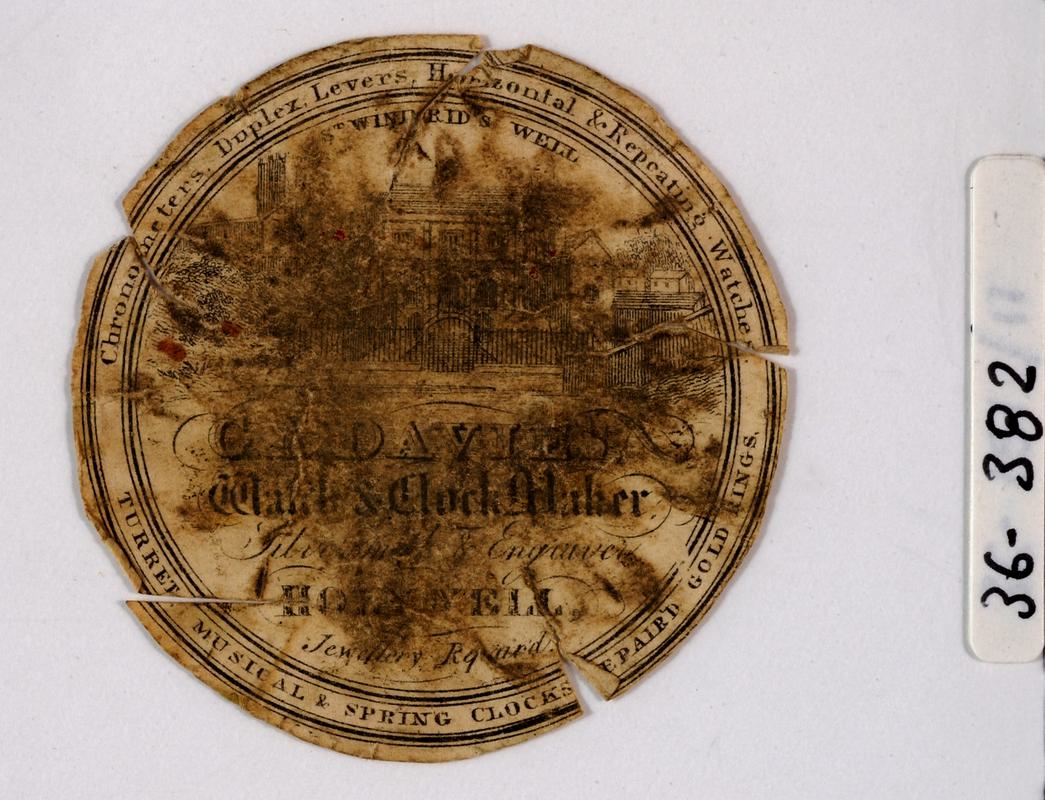 Chronometers, Duplex, Levers, Horizontal & Repeating Watches
ST WINIFRID'S WELL
DAVIES,
Watch & Clock Maker
Silversmith & Engraver
HOLYWELL,
Jewellery Repaird.
TURRET MUSICAL & SPRING CLOCKS REPAIRD GOLD RINGS.
36-382